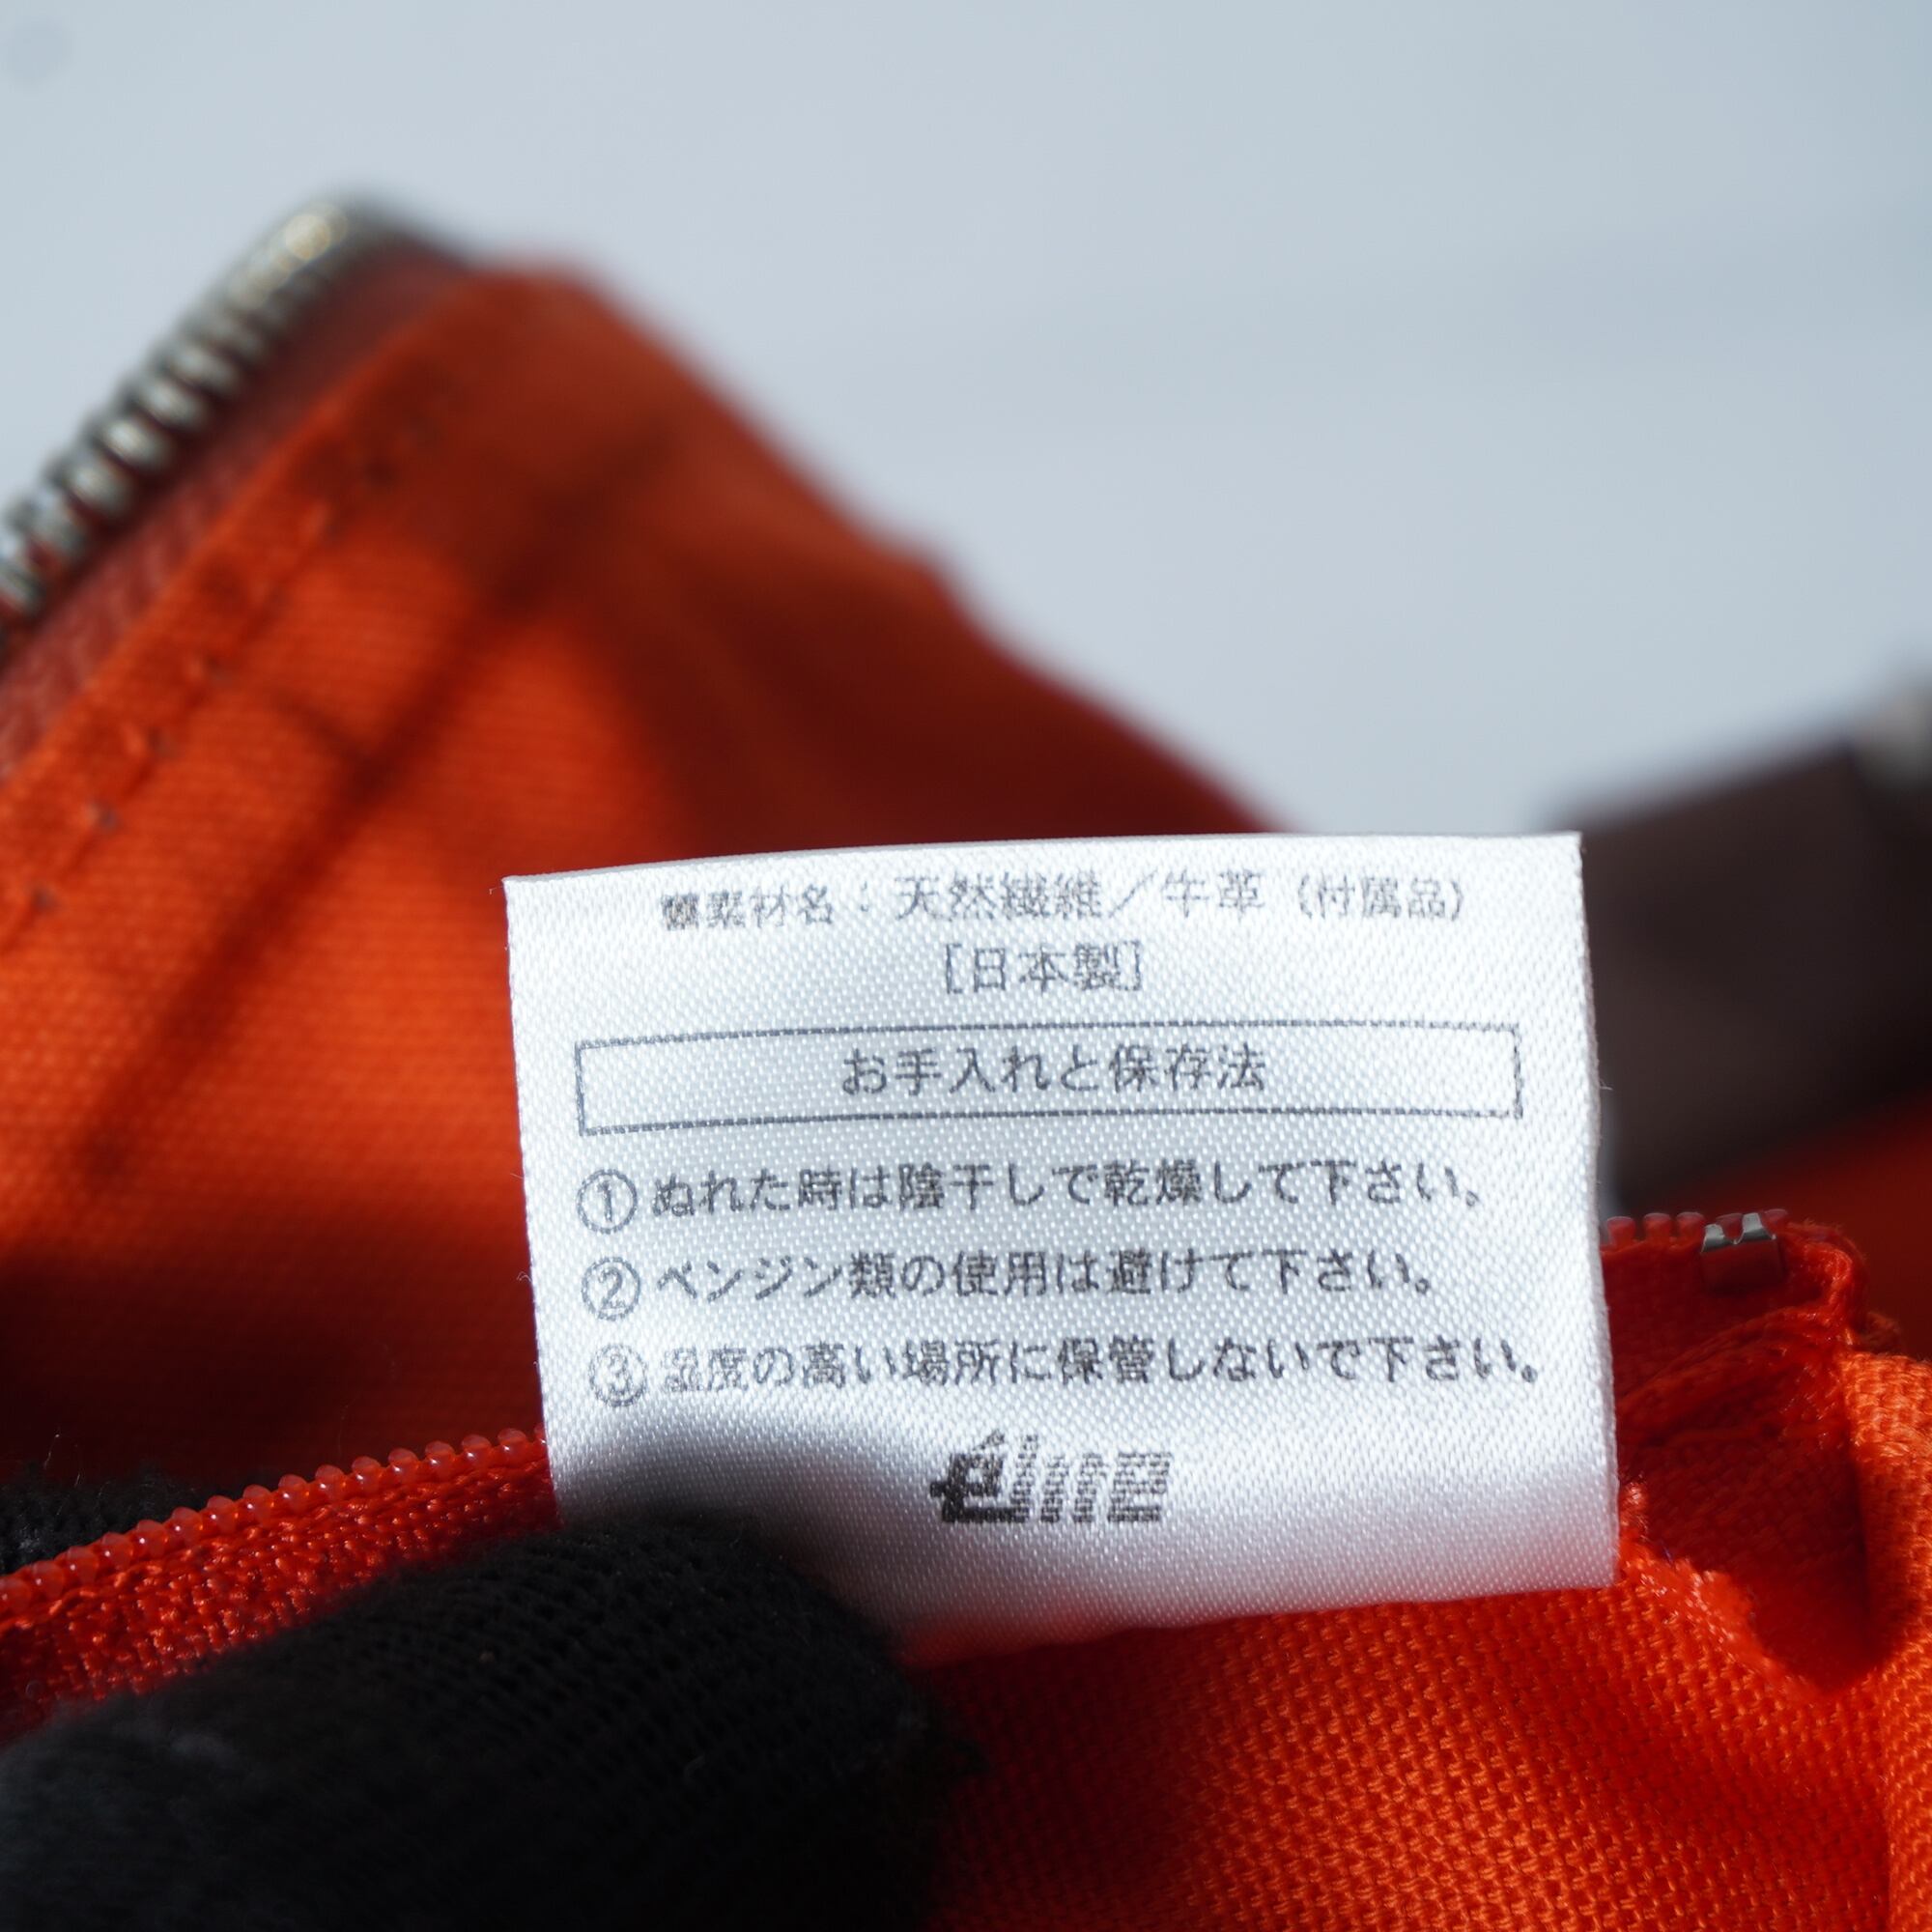 素材名：天然繊維／牛革（付属品）
［日本製］
お手入れと保存法
① ぬれた時は陰干しで乾燥して下さい。
② ベンジン類の使用は避けて下さい。
③ 湿度の高い場所に保管しないで下さい。